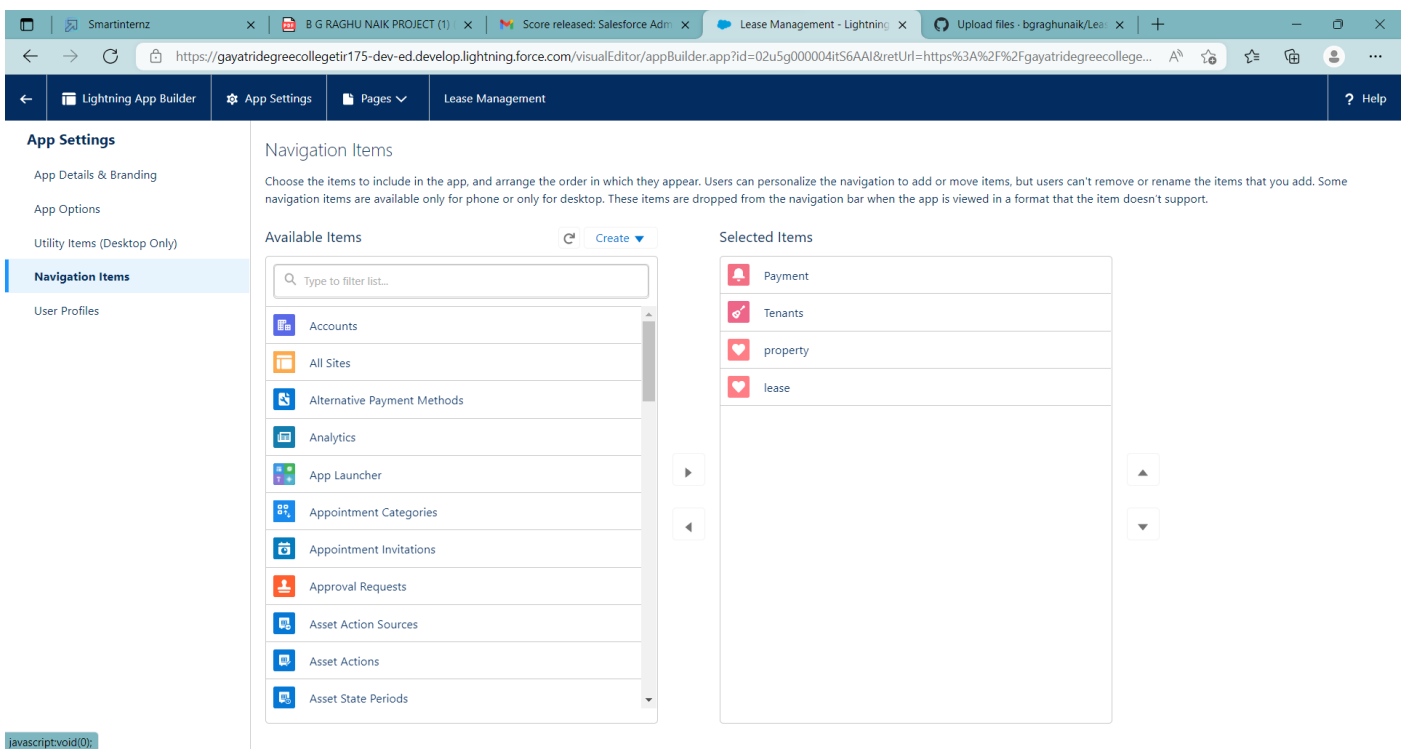 Smartinternz
B G RAGHU NAIK PROJECT (1)
Score released: Salesforce Adm
Lease Management - Lightning
Upload files · bgraghunaik/Leas
https://gayatridegreecollegetir175-dev-ed.develop.lightning.force.com/visualEditor/appBuilder.app?id=02u5g000004itS6AAI&retUrl=https%3A%2F%2Fgayatridegreecollege...
Lightning App Builder
App Settings
Pages
Lease Management
? Help
App Settings
App Details & Branding
App Options
Utility Items (Desktop Only)
Navigation Items
User Profiles
Navigation Items
Choose the items to include in the app, and arrange the order in which they appear. Users can personalize the navigation to add or move items, but users can't remove or rename the items that you add. Some
navigation items are available only for phone or only for desktop. These items are dropped from the navigation bar when the app is viewed in a format that the item doesn't support.
Available Items
Create
Type to filter list...
Accounts
All Sites
Alternative Payment Methods
Analytics
App Launcher
Appointment Categories
Appointment Invitations
Approval Requests
Asset Action Sources
Asset Actions
Asset State Periods
Selected Items
Payment
Tenants
property
lease
javascript:void(0);